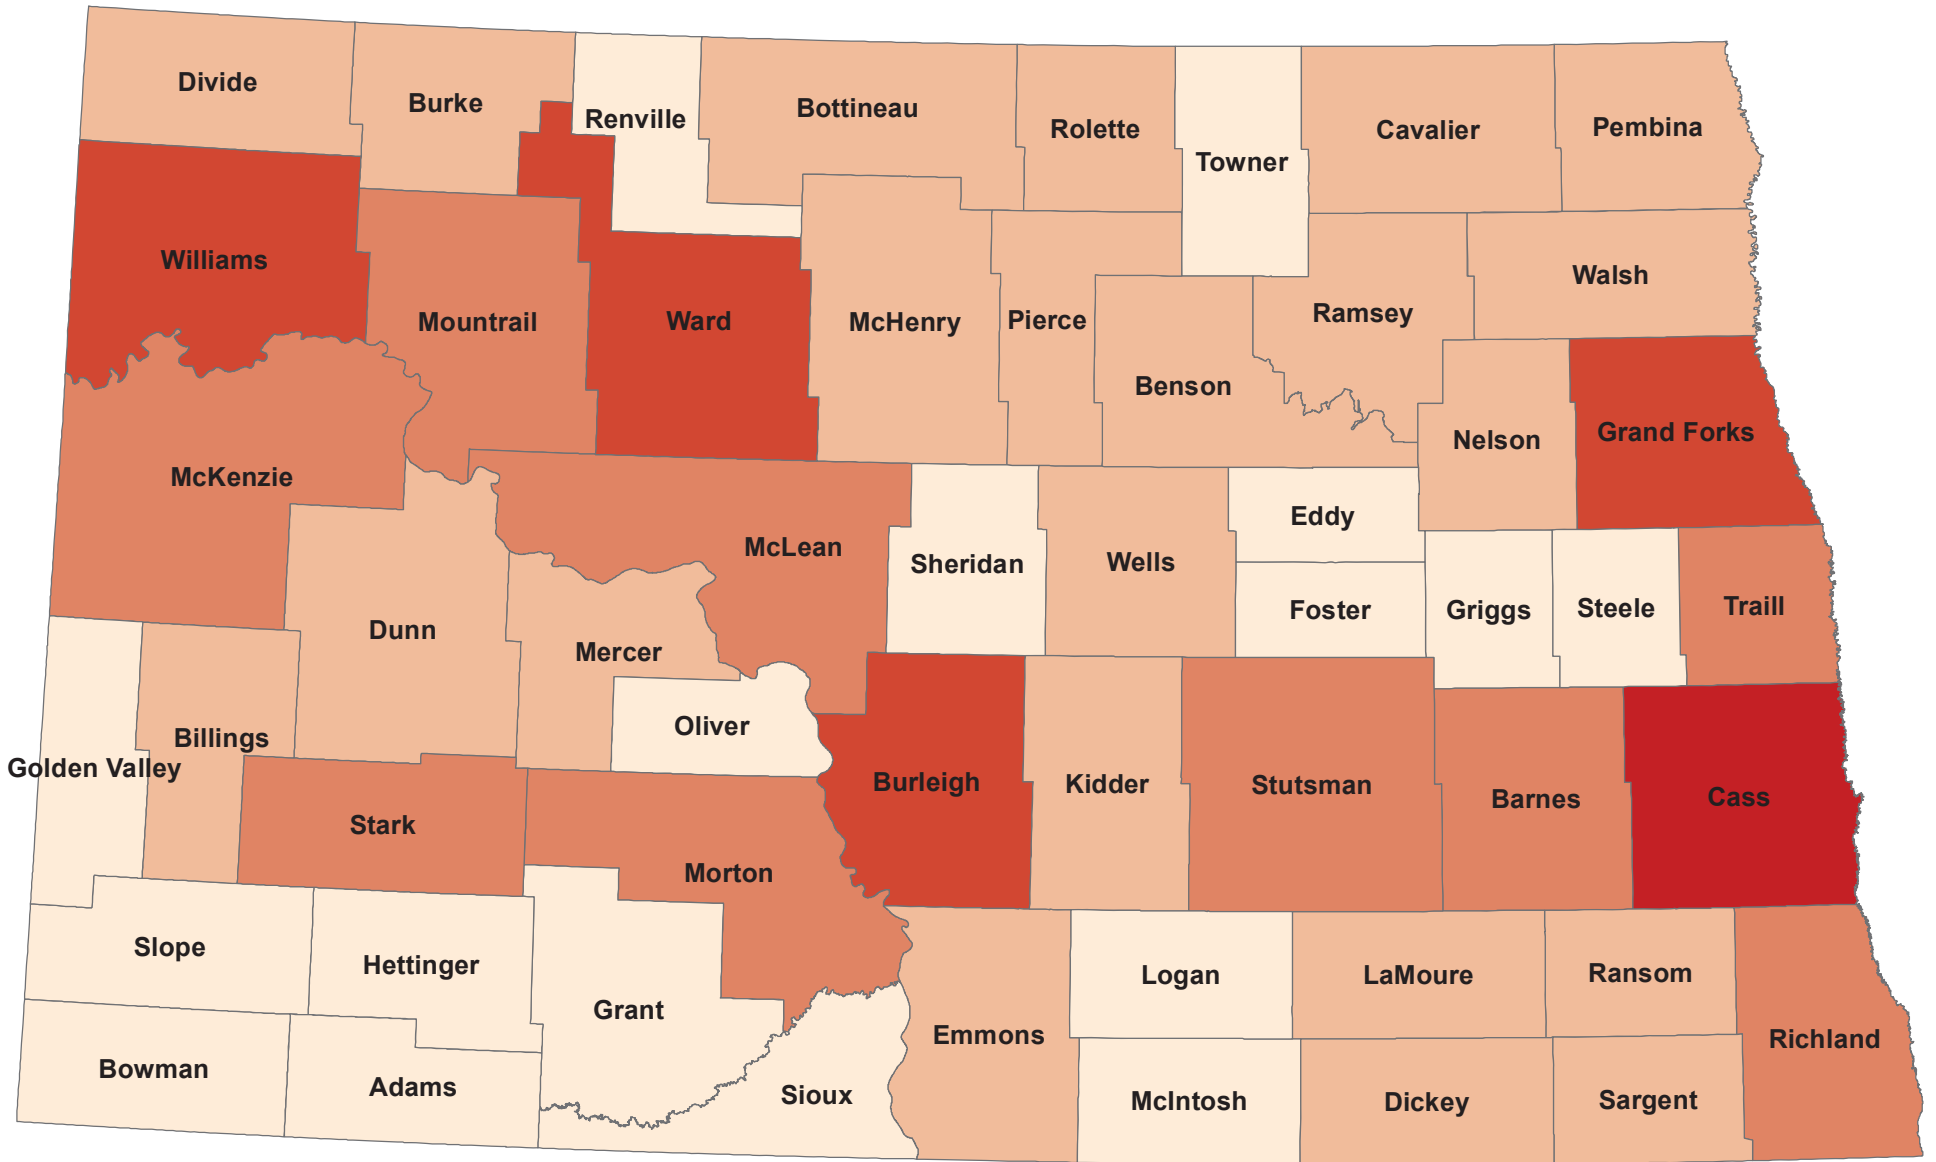 Divide
Burke
Renville
Bottineau
Rolette
Towner
Cavalier
Pembina
Williams
Mountrail
Ward
McHenry
Pierce
Benson
Ramsey
Walsh
Nelson
Grand Forks
McKenzie
McLean
Sheridan
Wells
Eddy
Foster
Griggs
Steele
Traill
Dunn
Mercer
Oliver
Billings
Golden Valley
Stark
Morton
Burleigh
Kidder
Stutsman
Barnes
Cass
Slope
Hettinger
Grant
Bowman
Adams
Sioux
Emmons
Logan
LaMoure
Ransom
Richland
McIntosh
Dickey
Sargent